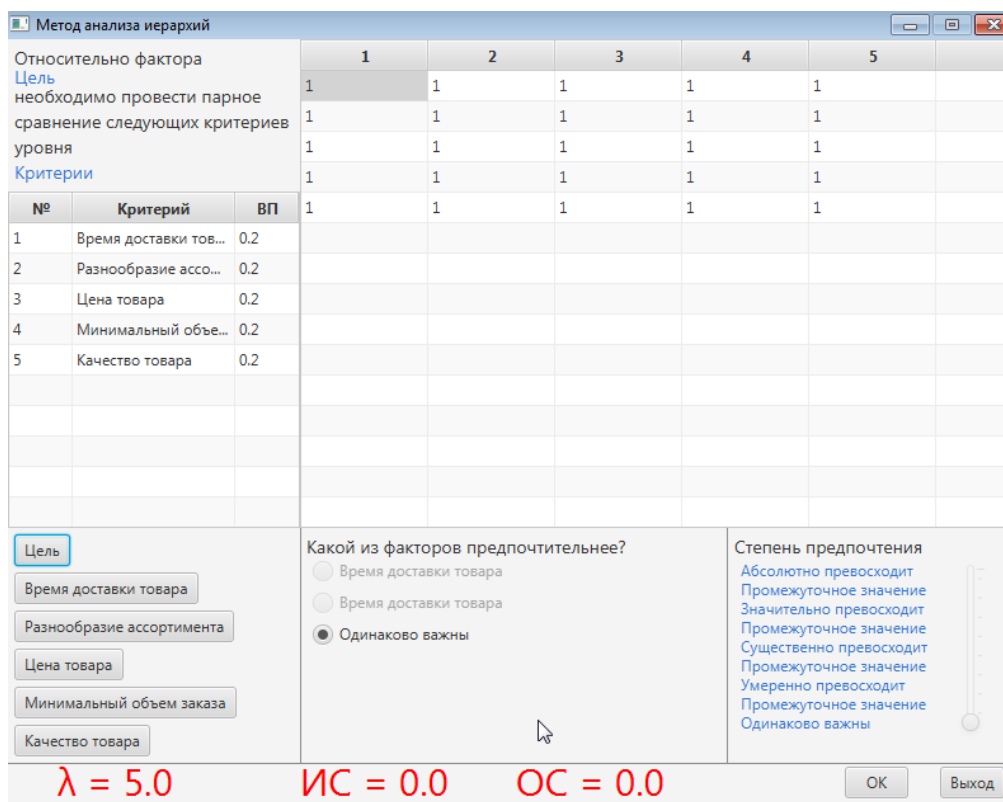 Метод анализа иерархий
Относительно фактора
Цель
необходимо провести парное
сравнение следующих критериев
уровня
Критерии
№ Критерий ВП
1 Время доставки тов... 0.2
2 Разнообразие ассо... 0.2
3 Цена товара 0.2
4 Минимальный объе... 0.2
5 Качество товара 0.2
1 2 3 4 5
1 1 1 1 1
1 1 1 1 1
1 1 1 1 1
1 1 1 1 1
1 1 1 1 1
Цель
Время доставки товара
Разнообразие ассортимента
Цена товара
Минимальный объем заказа
Качество товара
Какой из факторов предпочтительнее?
Время доставки товара
Время доставки товара
Одинаково важны
Степень предпочтения
Абсолютно превосходит
Промежуточное значение
Значительно превосходит
Промежуточное значение
Существенно превосходит
Промежуточное значение
Умеренно превосходит
Промежуточное значение
Одинаково важны
λ = 5.0 ИС = 0.0 ОС = 0.0
ОК Выход